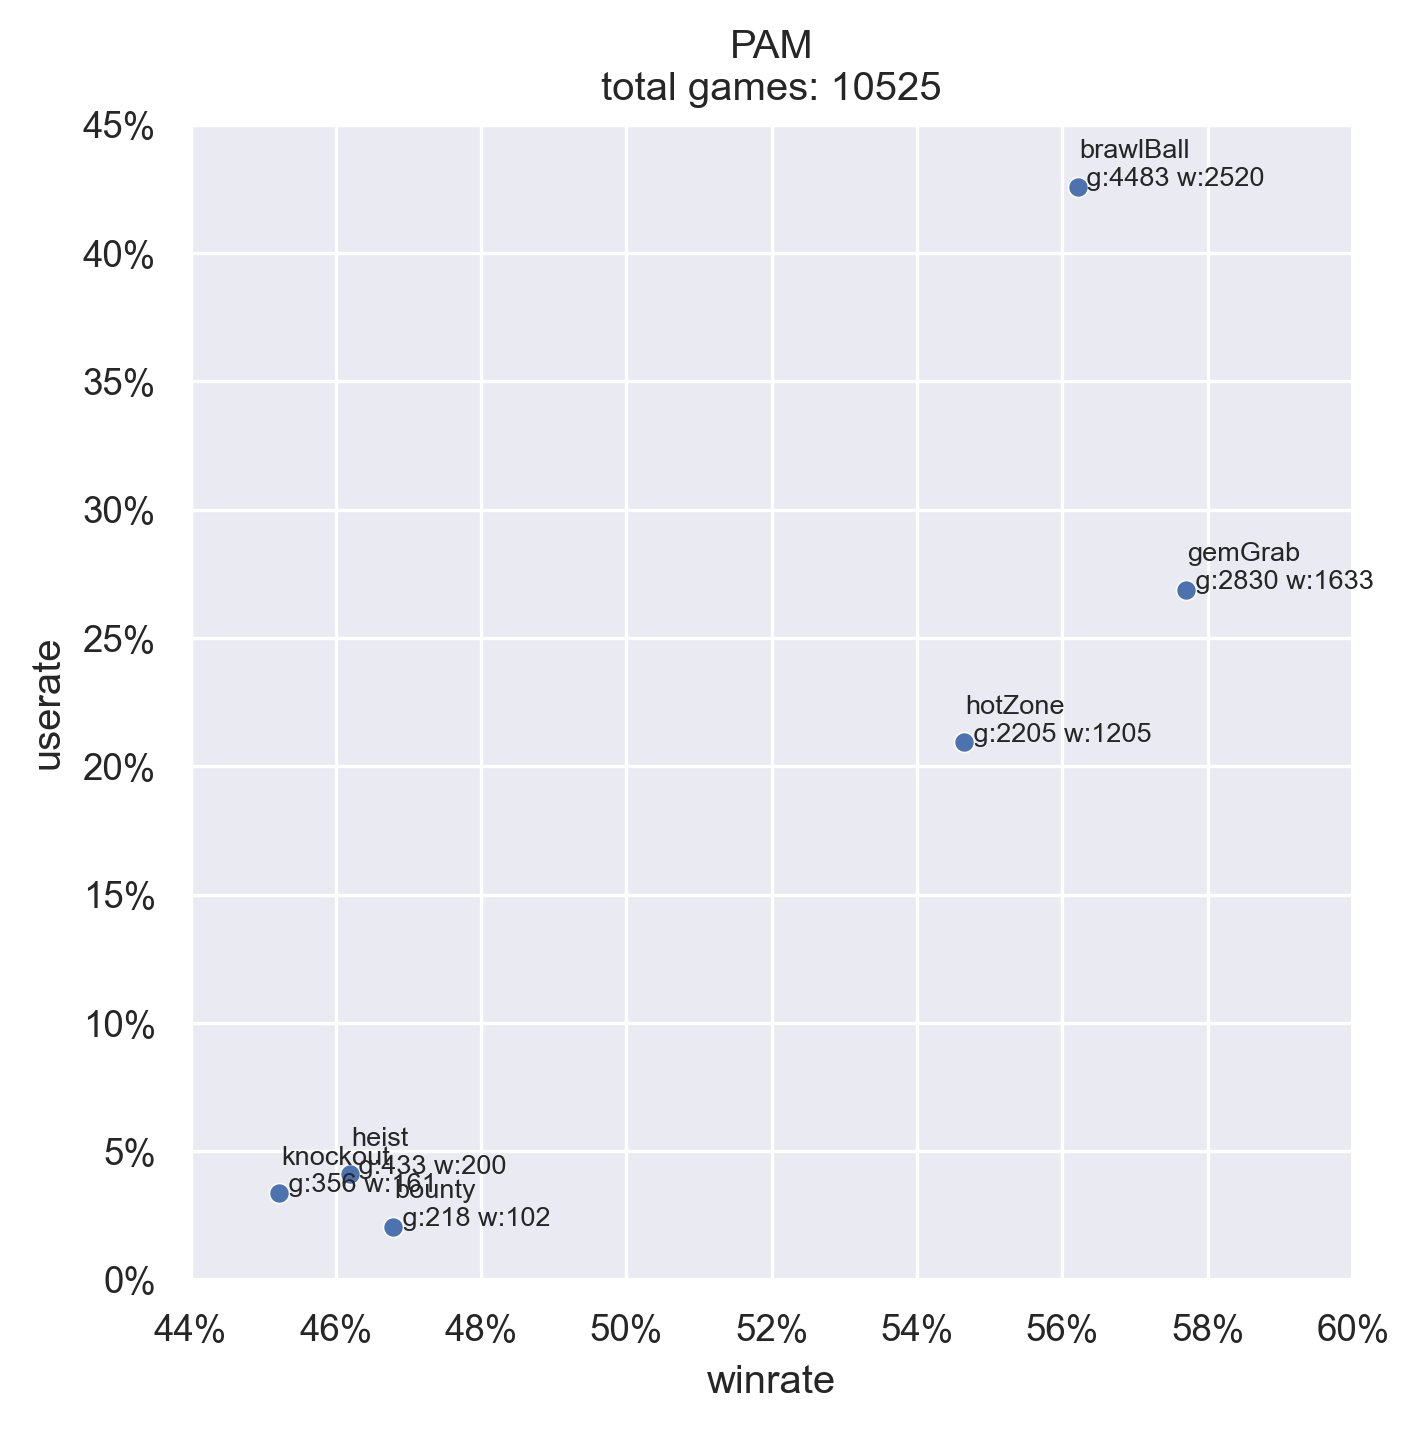 PAM
total games: 10525
45%
40%
35%
30%
25%
20%
15%
10%
5%
0%
userate
brawlBall
g:4483 w:2520
gemGrab
g:2830 w:1633
hotZone
g:2205 w:1205
heist
g:433 w:200
knockout
g:356 w:161
bounty
g:218 w:102
44%
46%
48%
50%
52%
54%
56%
58%
60%
winrate